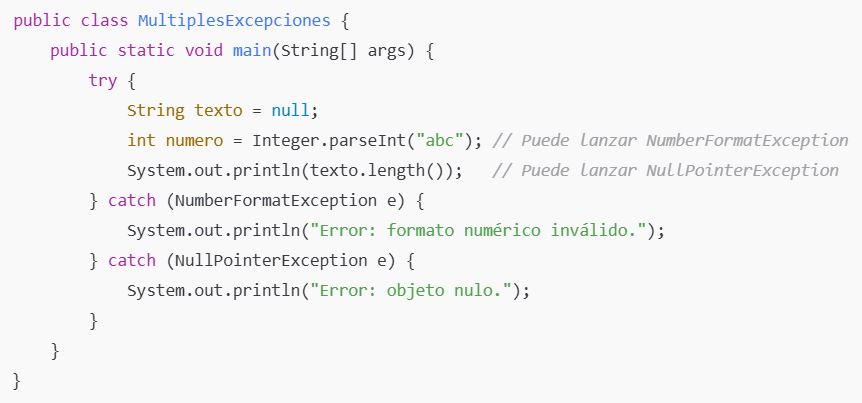 public class MultiplesExcepciones {
    public static void main(String[] args) {
        try {
            String texto = null;
            int numero = Integer.parseInt("abc"); // Puede lanzar NumberFormatException
            System.out.println(texto.length());   // Puede lanzar NullPointerException
        } catch (NumberFormatException e) {
            System.out.println("Error: formato numérico inválido.");
        } catch (NullPointerException e) {
            System.out.println("Error: objeto nulo.");
        }
    }
}